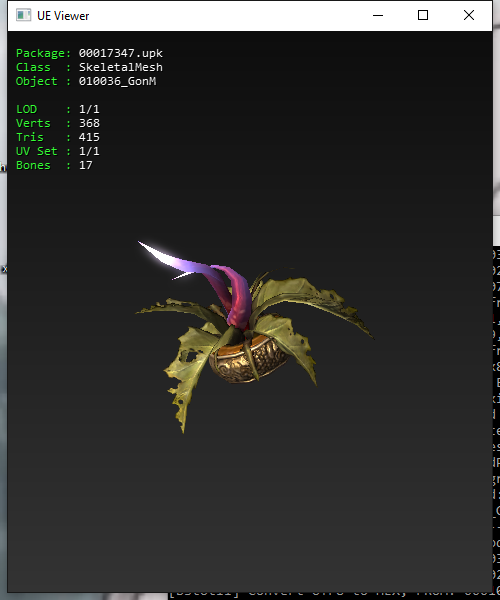 UE Viewer
Package: 00017347.upk
Class  : SkeletalMesh
Object : 010036_GonM
LOD    : 1/1
Verts  : 368
Tris   : 415
UV Set : 1/1
Bones  : 17